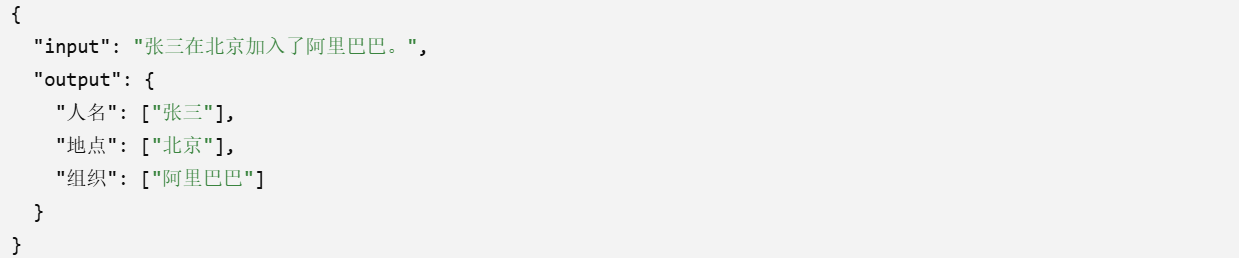 {
  "input": "张三在北京加入了阿里巴巴。",
  "output": {
    "人名": ["张三"],
    "地点": ["北京"],
    "组织": ["阿里巴巴"]
  }
}